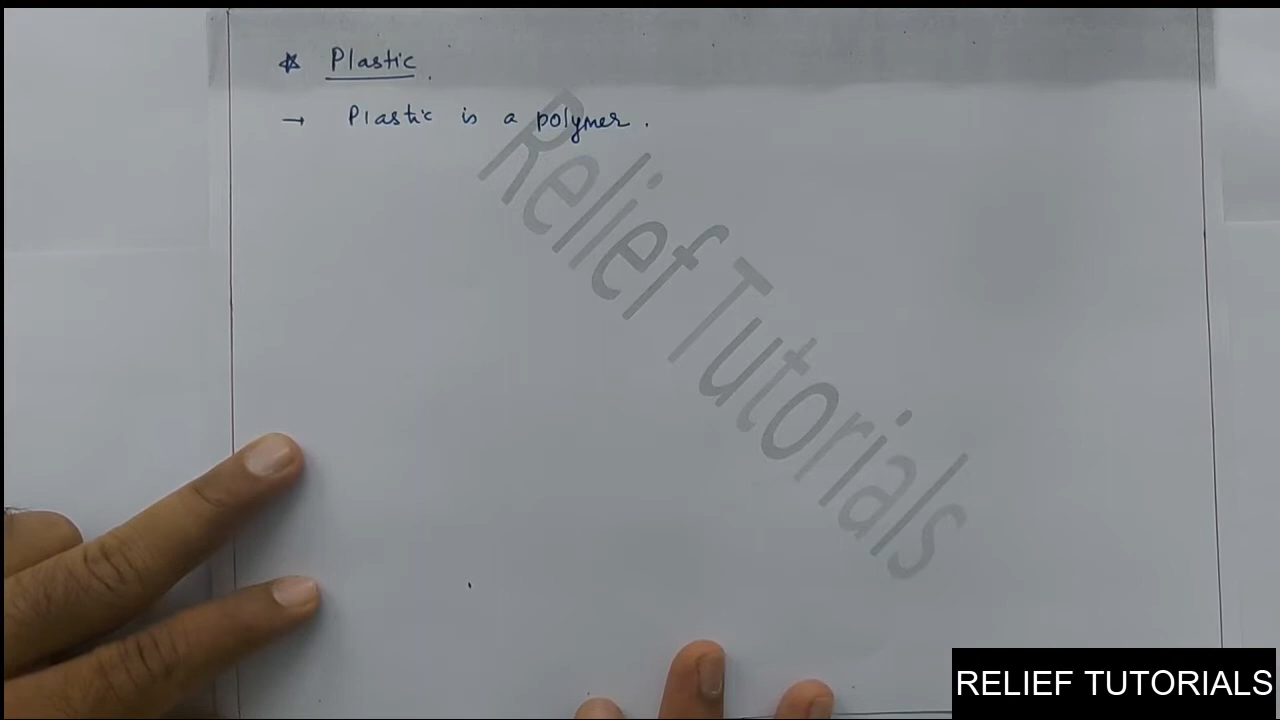 * Plastic.
→ Plastic is a polymer.
Relief Tutorials
RELIEF TUTORIALS